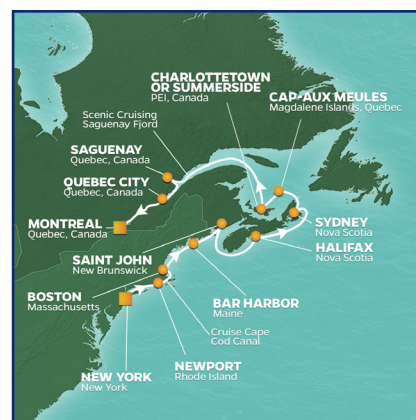 CHARLOTTETOWN
OR SUMMERSIDE
PEI, Canada
CAP-AUX MEULES
Magdalene Islands, Quebec
Scenic Cruising
Saguenay Fjord
SAGUENAY
Quebec, Canada
QUEBEC CITY
Quebec, Canada
MONTREAL
Quebec, Canada
SYDNEY
Nova Scotia
HALIFAX
Nova Scotia
SAINT JOHN
New Brunswick
BOSTON
Massachusetts
BAR HARBOR
Maine
Cruise Cape
Cod Canal
NEWPORT
Rhode Island
NEW YORK
New York